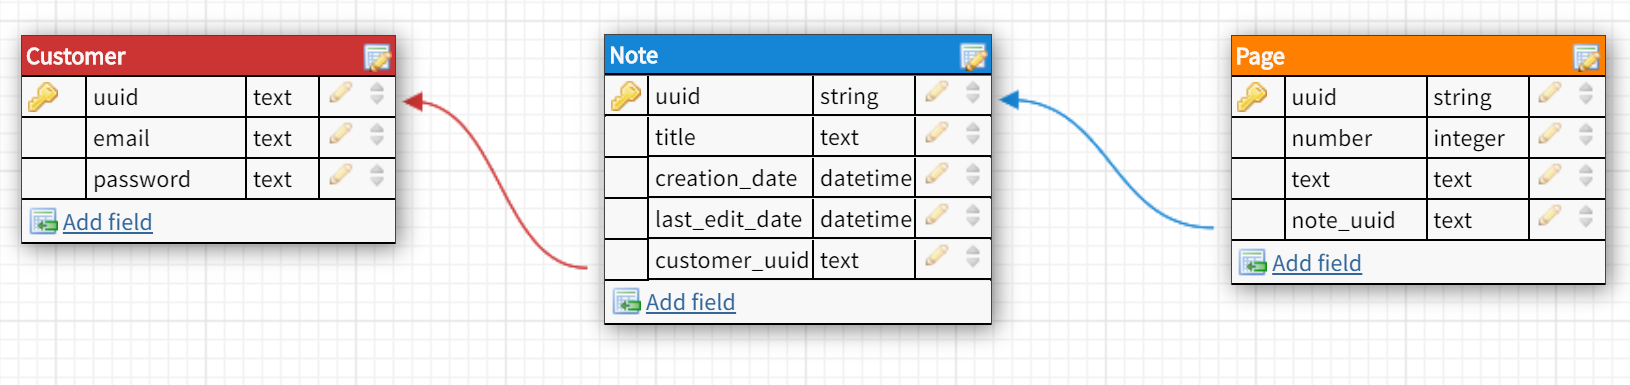 Customer
uuid text
email text
password text
Add field
Note
uuid string
title text
creation_date datetime
last_edit_date datetime
customer_uuid text
Add field
Page
uuid string
number integer
text text
note_uuid text
Add field